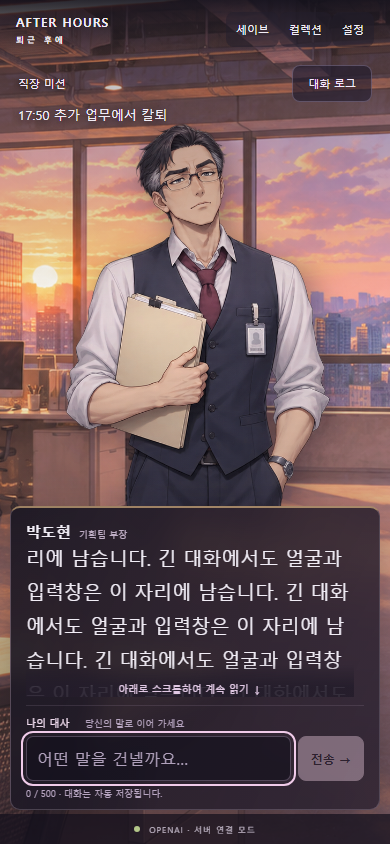 AFTER HOURS
퇴근 후에
세이브 컬렉션 설정
직장 미션
대화 로그
17:50 추가 업무에서 칼퇴
박도현 기획팀 부장
리에 남습니다. 긴 대화에서도 얼굴과
입력창은 이 자리에 남습니다. 긴 대화
에서도 얼굴과 입력창은 이 자리에 남
습니다. 긴 대화에서도 얼굴과 입력창
은 이 자리에
아래로 스크롤하여 계속 읽기 ↓
나의 대사 당신의 말로 이어 가세요
어떤 말을 건넬까요...
전송 →
0 / 500 · 대화는 자동 저장됩니다.
OPENAI · 서버 연결 모드